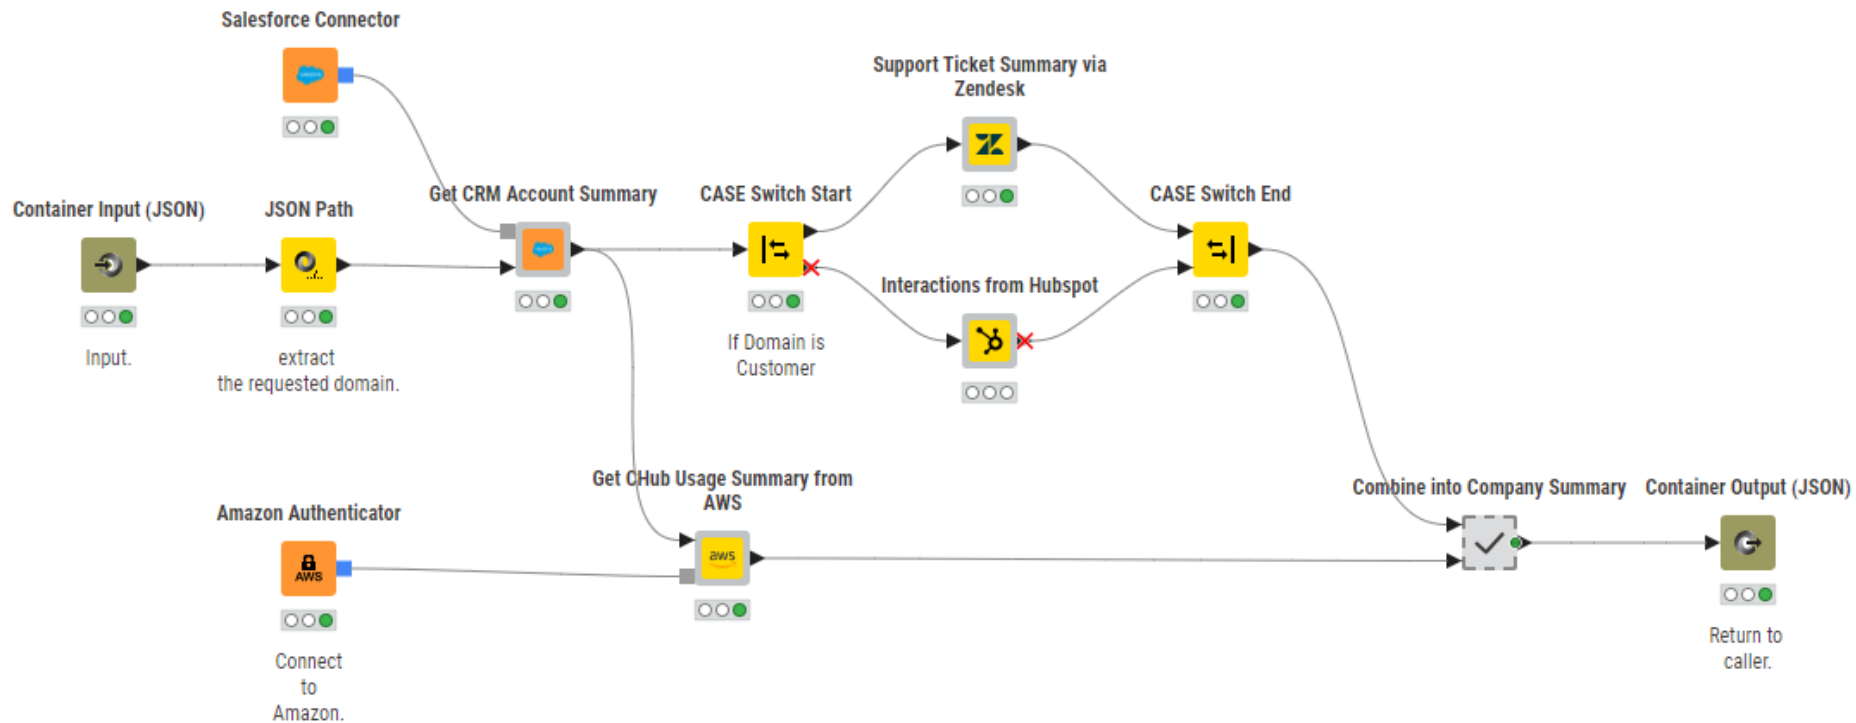 Salesforce Connector
Support Ticket Summary via
Zendesk
Container Input (JSON)
JSON Path
Get CRM Account Summary
CASE Switch Start
CASE Switch End
Interactions from Hubspot
Input.
extract
the requested domain.
If Domain is
Customer
Get CHub Usage Summary from
AWS
aws
Amazon Authenticator
AWS
Connect
to
Amazon.
Combine into Company Summary
Container Output (JSON)
Return to
caller.